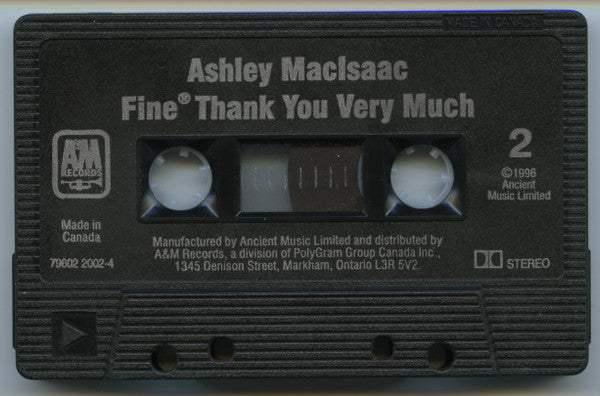 MADE IN CANADA
Ashley MacIsaac
Fine® Thank You Very Much
A&M
RECORDS
2
©1996
Ancient
Music Limited
Made in
Canada
79602 2002-4
Manufactured by Ancient Music Limited and distributed by
A&M Records, a division of PolyGram Group Canada Inc.,
1345 Denison Street, Markham, Ontario L3R 5V2.
STEREO